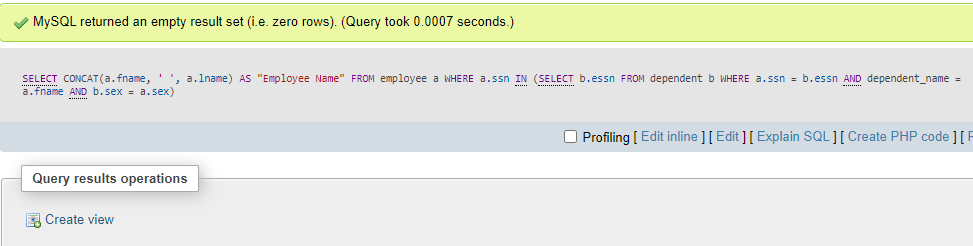 MySQL returned an empty result set (i.e. zero rows). (Query took 0.0007 seconds.)
SELECT CONCAT(a.fname, ' ', a.lname) AS "Employee Name" FROM employee a WHERE a.ssn IN (SELECT b.essn FROM dependent b WHERE a.ssn = b.essn AND dependent_name =
a.fname AND b.sex = a.sex)
Profiling [ Edit inline ] [ Edit ] [ Explain SQL ] [ Create PHP code ] [
Query results operations
Create view